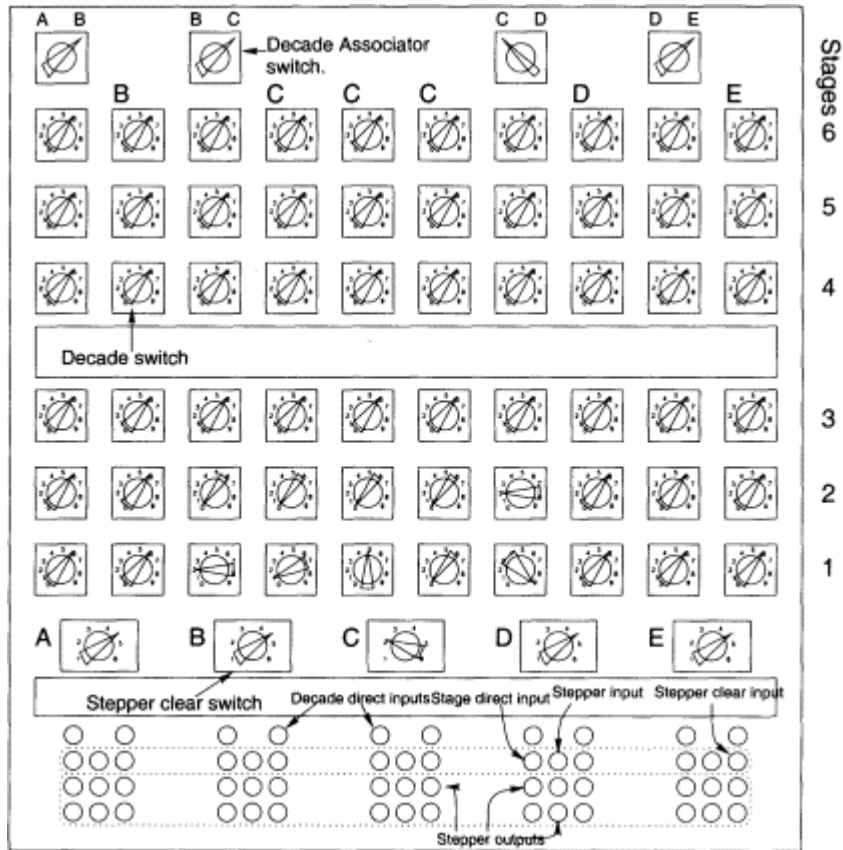 A B B C C D D E
Decade Associator
switch.
Stages
B C C C D E
6
5
4
Decade switch
3
2
1
A B C D E
Stepper clear switch
Decade direct inputs
Stage direct input
Stepper input
Stepper clear input
Stepper outputs